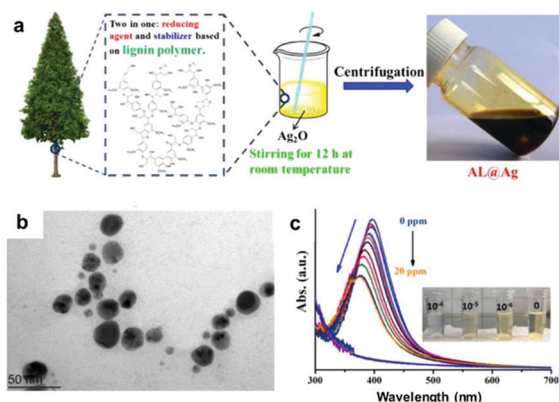 a
Two in one: reducing
agent and stabilizer based
on lignin polymer.
Ag2O
Stirring for 12 h at
room temperature
Centrifugation
AL@Ag
b
50 nm
c
Abs. (a.u.)
0 ppm
20 ppm
10-4
10-5
10-6
0
300
400
500
600
700
Wavelength (nm)